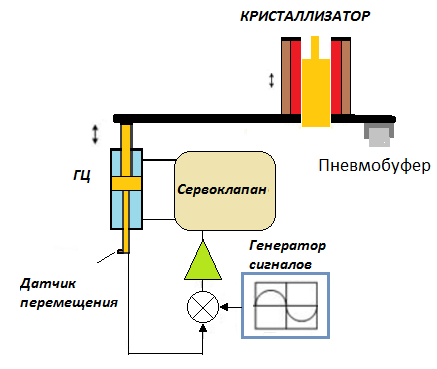 КРИСТАЛЛИЗАТОР
Пневмобуфер
ГЦ
Сервоклапан
Генератор
сигналов
Датчик
перемещения